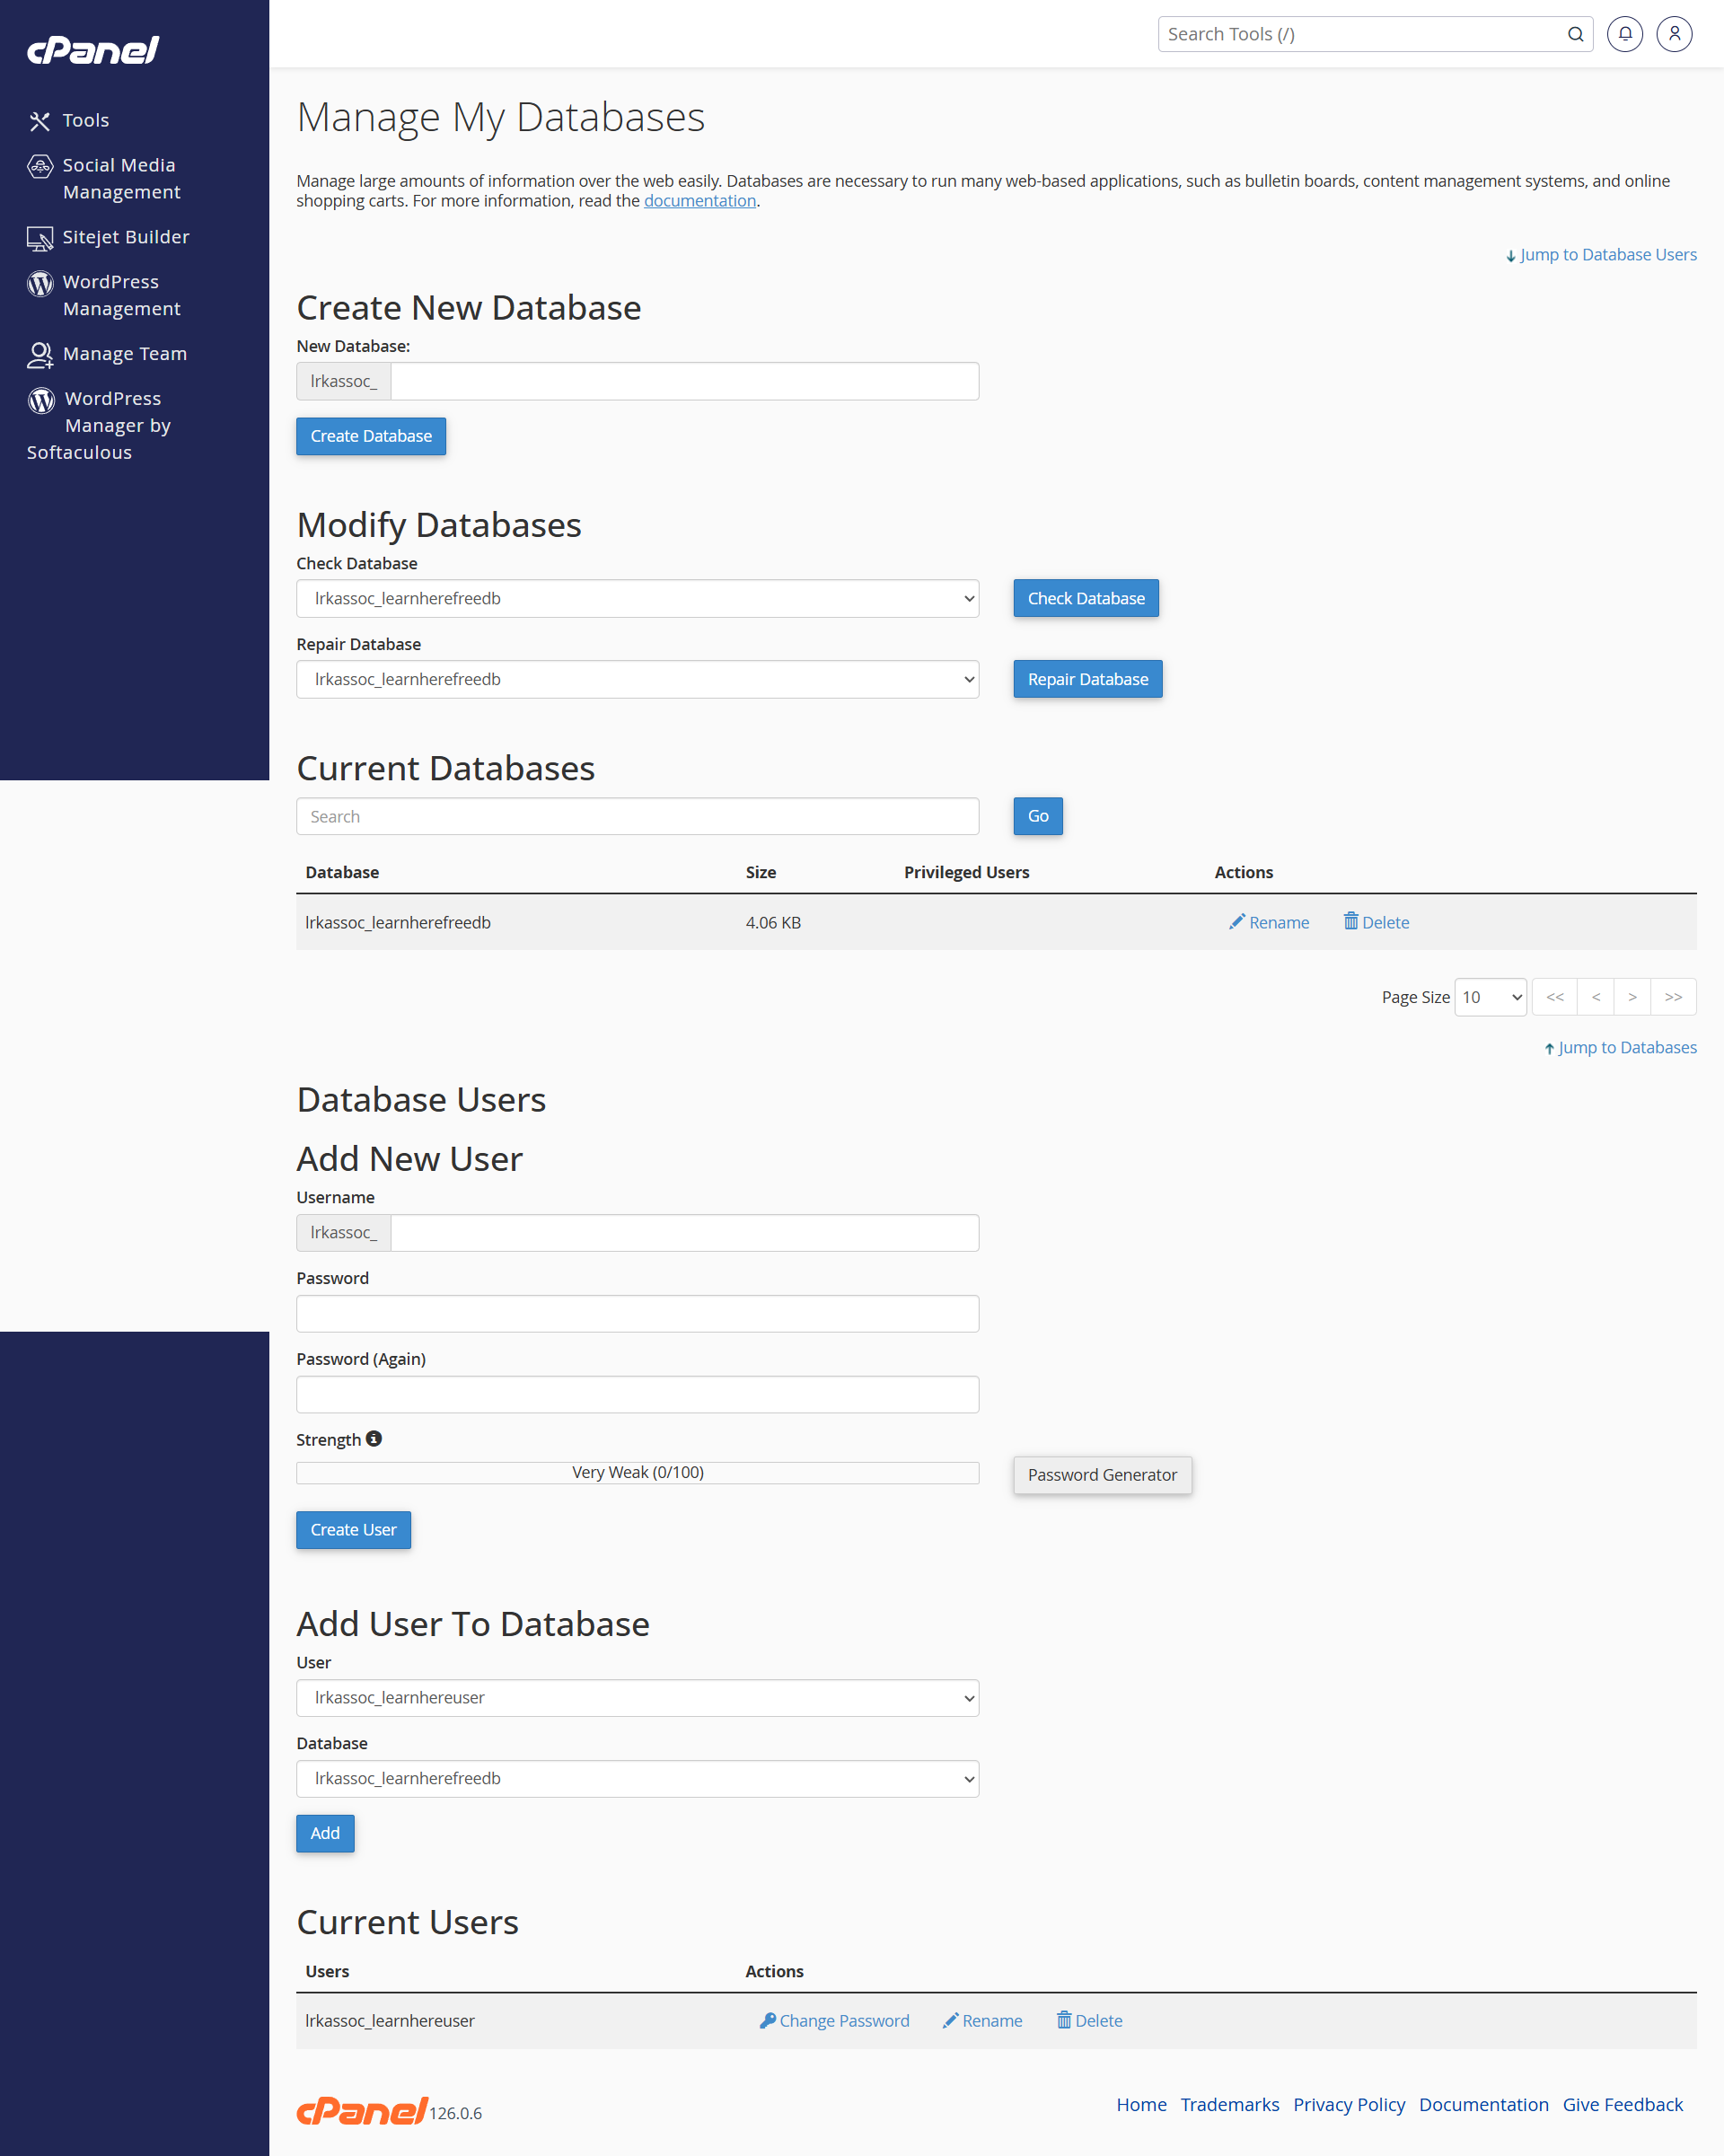 cPanel
Search Tools (/)
Tools
Social Media
Management
Sitejet Builder
WordPress
Management
Manage Team
WordPress
Manager by
Softaculous
Manage My Databases
Manage large amounts of information over the web easily. Databases are necessary to run many web-based applications, such as bulletin boards, content management systems, and online
shopping carts. For more information, read the documentation.
Jump to Database Users
Create New Database
New Database:
lrkassoc_
Create Database
Modify Databases
Check Database
lrkassoc_learnherefreedb
Check Database
Repair Database
lrkassoc_learnherefreedb
Repair Database
Current Databases
Search
Go
Database Size Privileged Users Actions
lrkassoc_learnherefreedb 4.06 KB Rename Delete
Page Size 10 << < > >>
Jump to Databases
Database Users
Add New User
Username
lrkassoc_
Password
Password (Again)
Strength
Very Weak (0/100)
Password Generator
Create User
Add User To Database
User
lrkassoc_learnhereuser
Database
lrkassoc_learnherefreedb
Add
Current Users
Users Actions
lrkassoc_learnhereuser Change Password Rename Delete
cPanel 126.0.6
Home Trademarks Privacy Policy Documentation Give Feedback